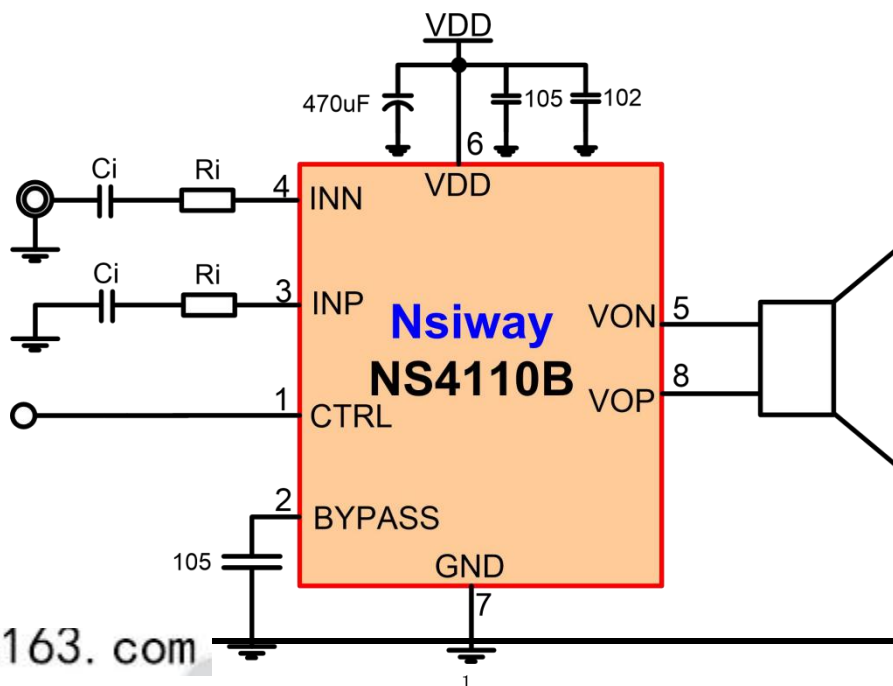 VDD
470uF
105
102
6
VDD
Ci
Ri
4
INN
Ci
Ri
3
INP
Nsiway
NS4110B
VON
5
VOP
8
1
CTRL
2
BYPASS
105
GND
7
163. com
1